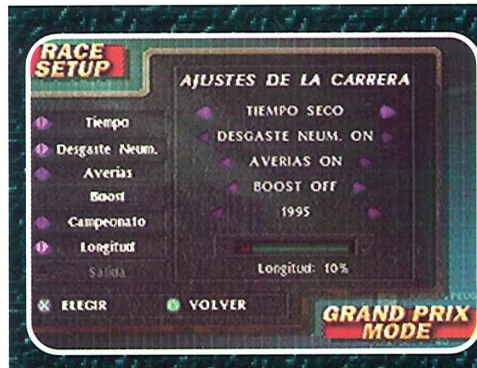 RACE
SETUP
AJUSTES DE LA CARRERA
Tiempo
Desgaste Neum.
Averias
Boost
Campeonato
Longitud
Salida
TIEMPO SECO
DESGASTE NEUM. ON
AVERIAS ON
BOOST OFF
1995
Longitud: 10%
ELEGIR
VOLVER
GRAND PRIX
MODE